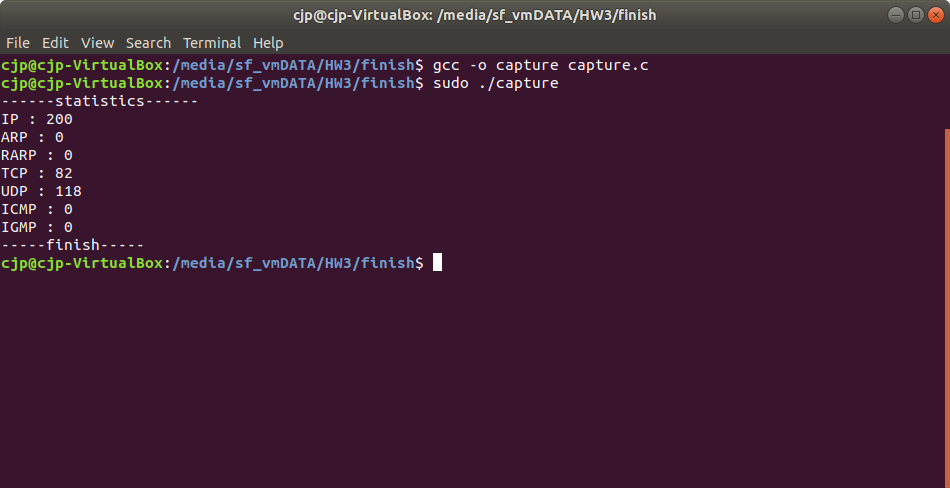 cjp@cjp-VirtualBox: /media/sf_vmDATA/HW3/finish
File Edit View Search Terminal Help
cjp@cjp-VirtualBox:/media/sf_vmDATA/HW3/finish$ gcc -o capture capture.c
cjp@cjp-VirtualBox:/media/sf_vmDATA/HW3/finish$ sudo ./capture
------statistics------
IP : 200
ARP : 0
RARP : 0
TCP : 82
UDP : 118
ICMP : 0
IGMP : 0
-----finish-----
cjp@cjp-VirtualBox:/media/sf_vmDATA/HW3/finish$